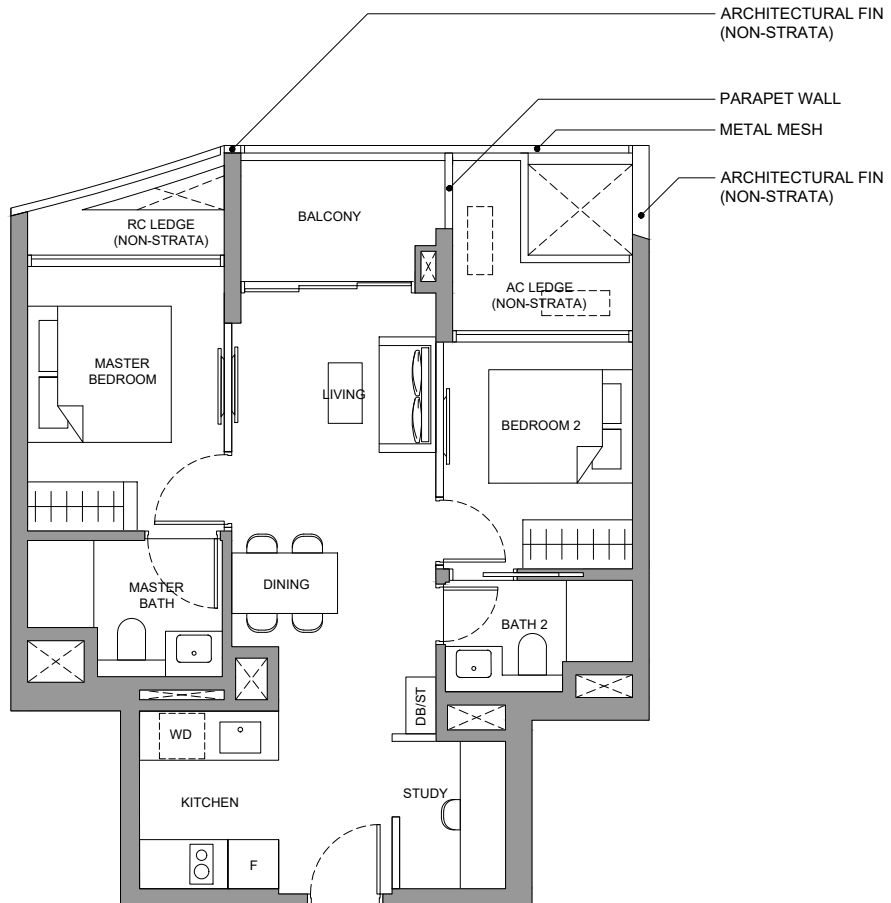 ARCHITECTURAL FIN
(NON-STRATA)
PARAPET WALL
METAL MESH
ARCHITECTURAL FIN
(NON-STRATA)
RC LEDGE
(NON-STRATA)
BALCONY
AC LEDGE
(NON-STRATA)
MASTER
BEDROOM
LIVING
BEDROOM 2
MASTER
BATH
DINING
BATH 2
DB/ST
WD
KITCHEN
STUDY
F